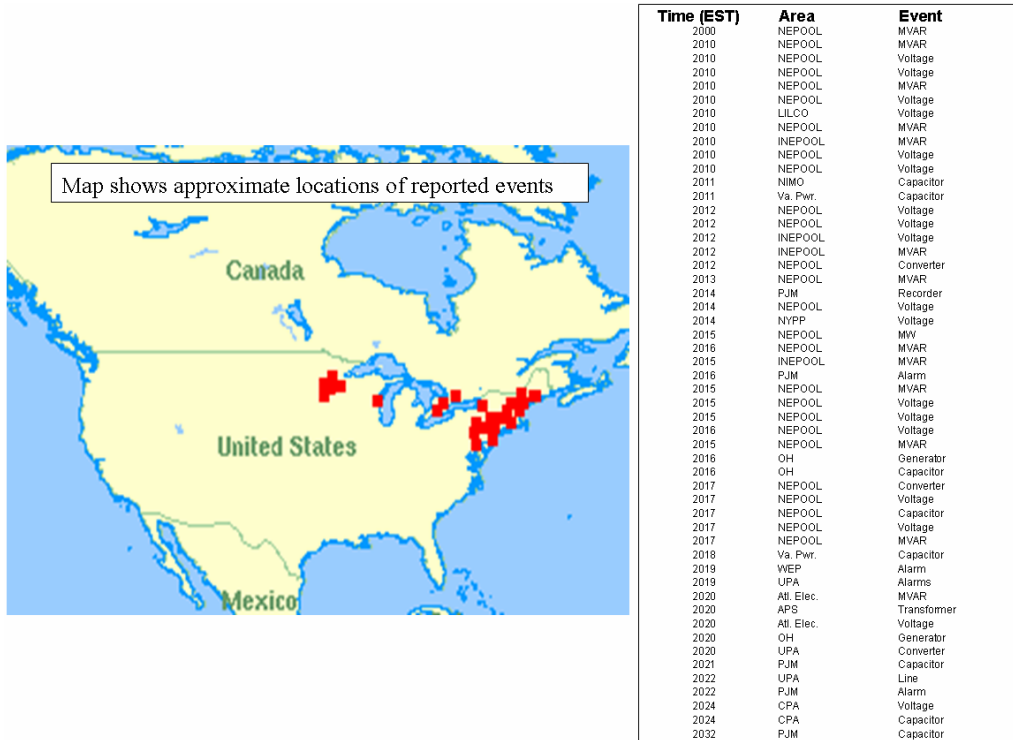 Map shows approximate locations of reported events
Canada
United States
Mexico
Time (EST) Area Event
2000 NEPOOL MVAR
2010 NEPOOL MVAR
2010 NEPOOL Voltage
2010 NEPOOL Voltage
2010 NEPOOL MVAR
2010 NEPOOL Voltage
2010 LILCO Voltage
2010 NEPOOL MVAR
2010 INEPOOL MVAR
2010 NEPOOL Voltage
2010 NEPOOL Voltage
2011 NIMO Capacitor
2011 Va. Pwr. Capacitor
2012 NEPOOL Voltage
2012 NEPOOL Voltage
2012 INEPOOL Voltage
2012 INEPOOL MVAR
2012 NEPOOL Converter
2013 NEPOOL MVAR
2014 PJM Recorder
2014 NEPOOL Voltage
2014 NYPP Voltage
2015 NEPOOL MW
2016 NEPOOL MVAR
2015 INEPOOL MVAR
2016 PJM Alarm
2015 NEPOOL MVAR
2015 NEPOOL Voltage
2015 NEPOOL Voltage
2016 NEPOOL Voltage
2015 NEPOOL MVAR
2016 OH Generator
2016 OH Capacitor
2017 NEPOOL Converter
2017 NEPOOL Voltage
2017 NEPOOL Capacitor
2017 NEPOOL Voltage
2017 NEPOOL MVAR
2018 Va. Pwr. Capacitor
2019 WEP Alarm
2019 UPA Alarms
2020 Atl. Elec. MVAR
2020 APS Transformer
2020 Atl. Elec. Voltage
2020 OH Generator
2020 UPA Converter
2021 PJM Capacitor
2022 UPA Line
2022 PJM Alarm
2024 CPA Voltage
2024 CPA Capacitor
2032 PJM Capacitor